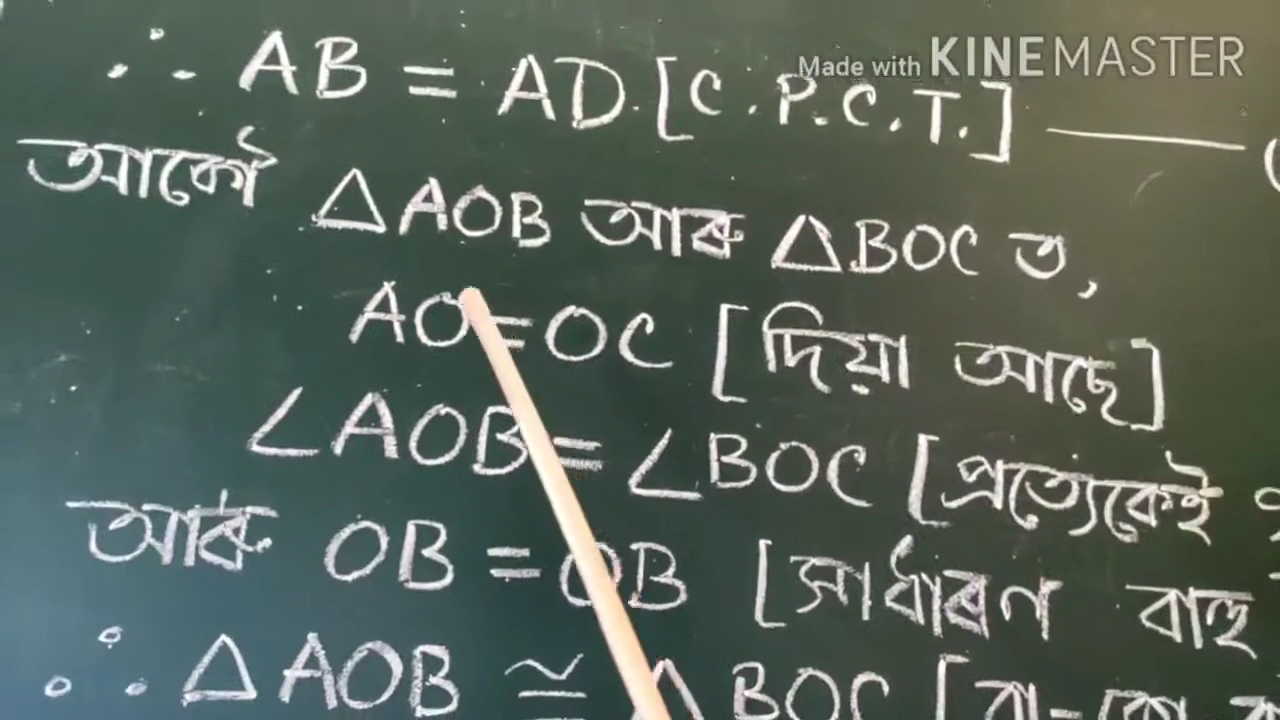 Made with KINEMASTER
∴ AB = AD [C.P.C.T.] —— (
আকৌ △AOB আৰু △BOC ত,
AO = OC [দিয়া আছে]
∠AOB = ∠BOC [প্ৰত্যেকেই
আৰু OB = OB [সাধাৰণ বাহু
∴ △AOB ≅ △BOC [বা-কো